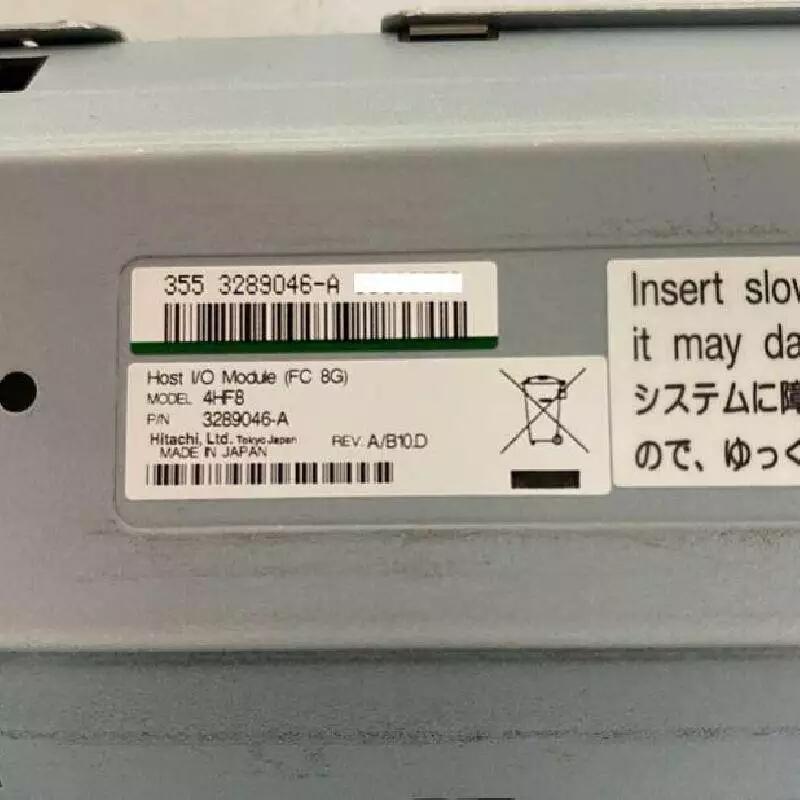 355 3289046-A
Host I/O Module (FC 8G)
MODEL 4HF8
P/N 3289046-A
Hitachi, Ltd. Tokyo Japan REV. A/B10.D
MADE IN JAPAN
Insert slow
it may da
システムに障
ので、ゆっく